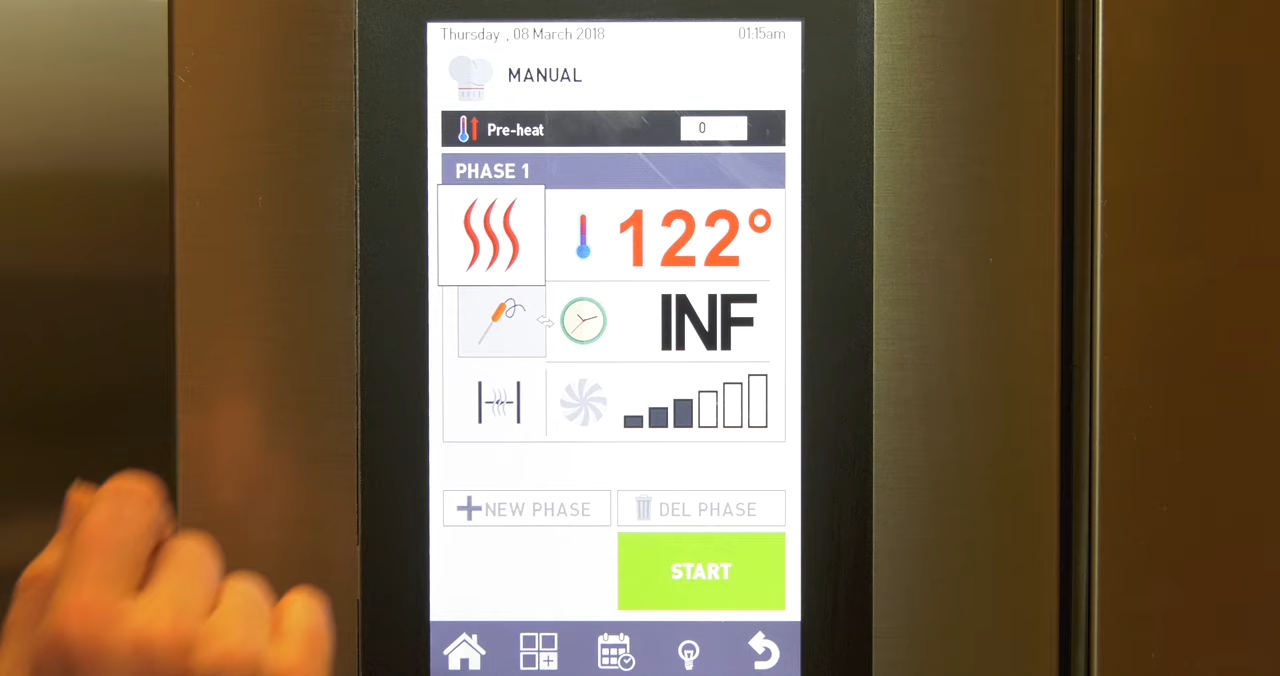 Thursday , 08 March 2018 01:15am
MANUAL
Pre-heat 0
PHASE 1
122°
INF
NEW PHASE DEL PHASE
START